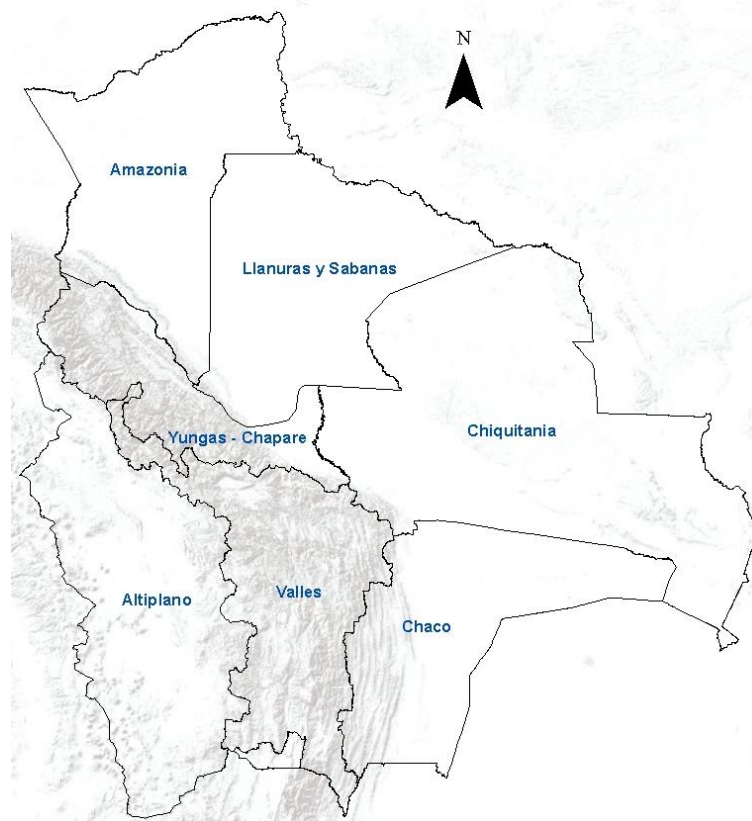 N
Amazonia
Llanuras y Sabanas
Yungas - Chapare
Chiquitania
Altiplano
Valles
Chaco